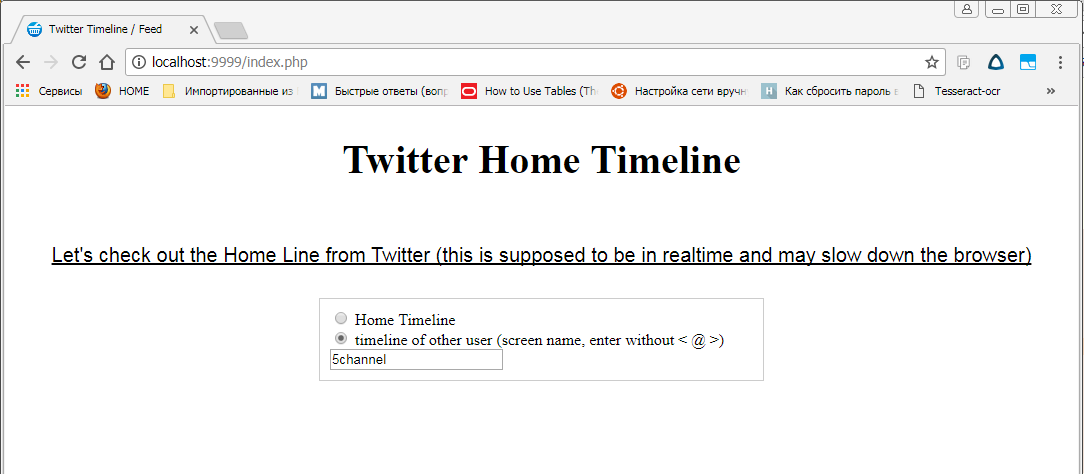 Twitter Timeline / Feed
localhost:9999/index.php
Сервисы HOME Импортированные из Быстрые ответы (вопр How to Use Tables (Th Настройка сети вручн Как сбросить пароль в Tesseract-ocr »
Twitter Home Timeline
Let's check out the Home Line from Twitter (this is supposed to be in realtime and may slow down the browser)
Home Timeline
timeline of other user (screen name, enter without < @ >)
5channel